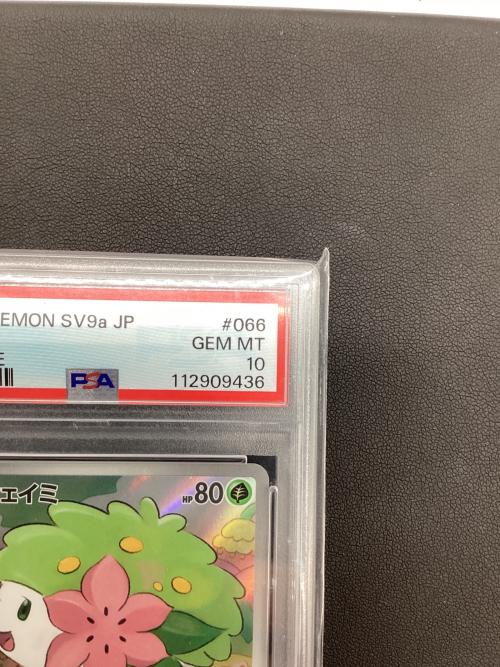 EMON SV9a JP #066
E GEM MT
10
PSA 112909436
ェイミ HP 80